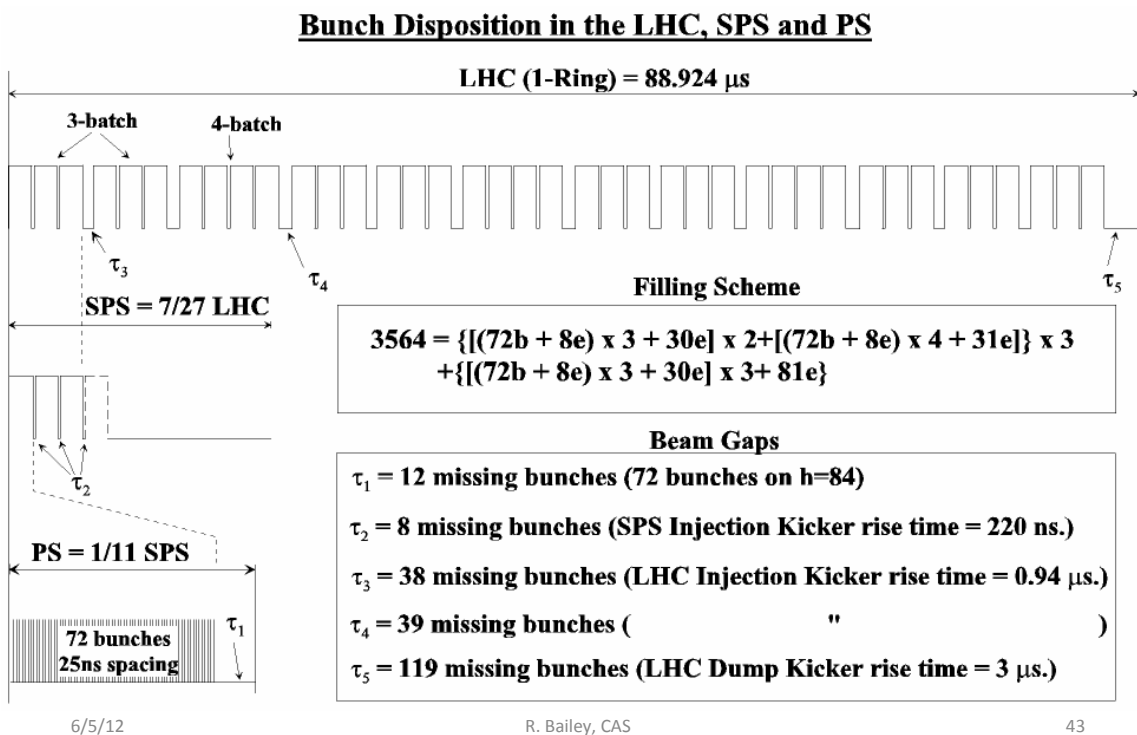 Bunch Disposition in the LHC, SPS and PS
LHC (1-Ring) = 88.924 μs
3-batch
4-batch
τ3
τ4
τ5
SPS = 7/27 LHC
Filling Scheme
3564 = {[(72b + 8e) x 3 + 30e] x 2+[(72b + 8e) x 4 + 31e]} x 3
+{[(72b + 8e) x 3 + 30e] x 3+ 81e}
τ2
Beam Gaps
τ1 = 12 missing bunches (72 bunches on h=84)
τ2 = 8 missing bunches (SPS Injection Kicker rise time = 220 ns.)
τ3 = 38 missing bunches (LHC Injection Kicker rise time = 0.94 μs.)
τ4 = 39 missing bunches ( " )
τ5 = 119 missing bunches (LHC Dump Kicker rise time = 3 μs.)
PS = 1/11 SPS
τ1
72 bunches
25ns spacing
6/5/12
R. Bailey, CAS
43